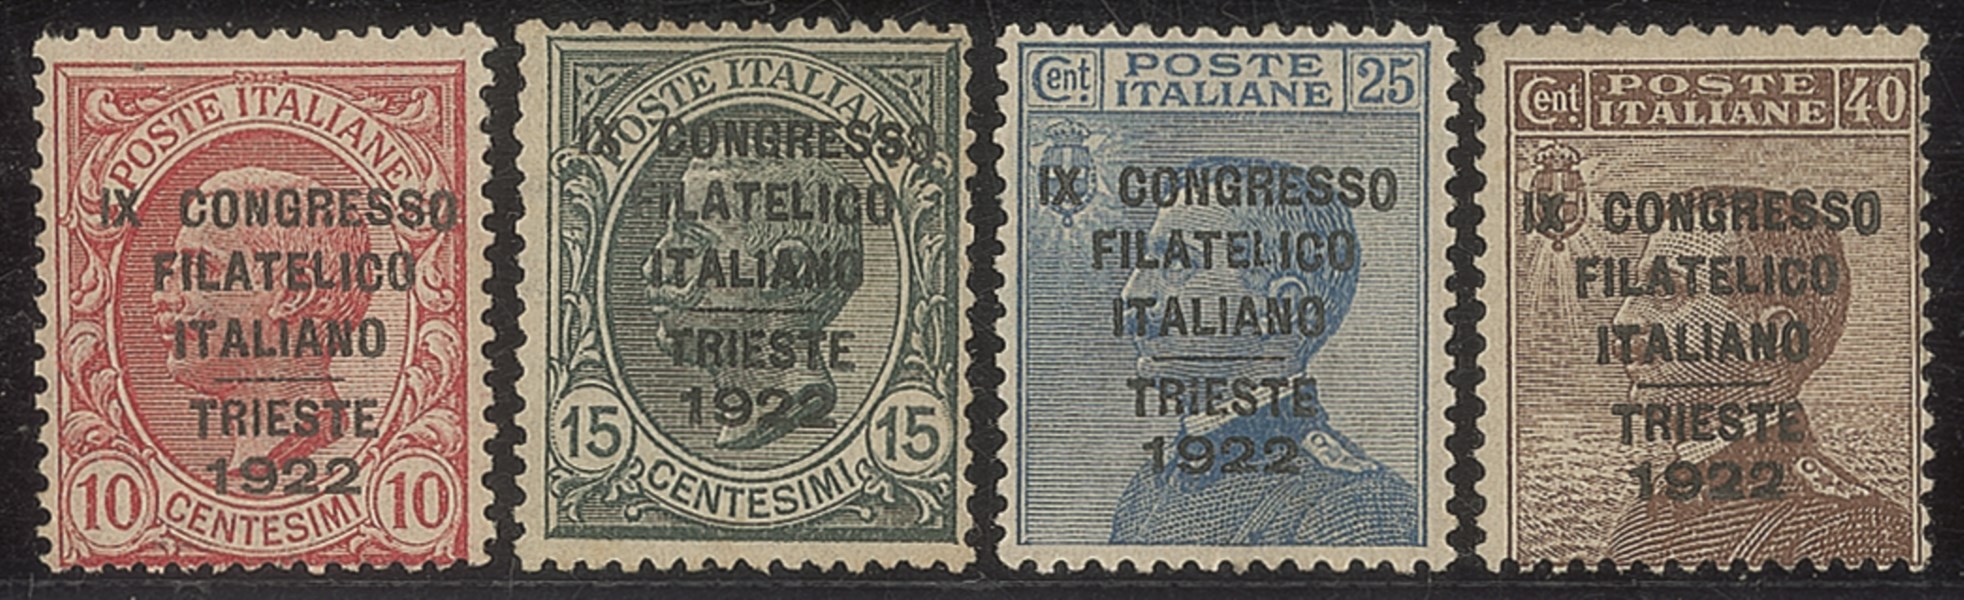 POSTE ITALIANE
IX CONGRESSO
FILATELICO
ITALIANO
TRIESTE
1922
10 CENTESIMI 10
POSTE ITALIANE
IX CONGRESSO
FILATELICO
ITALIANO
TRIESTE
1922
15 CENTESIMI 15
Cent. POSTE ITALIANE 25
IX CONGRESSO
FILATELICO
ITALIANO
TRIESTE
1922
Cent. POSTE ITALIANE 40
IX CONGRESSO
FILATELICO
ITALIANO
TRIESTE
1922